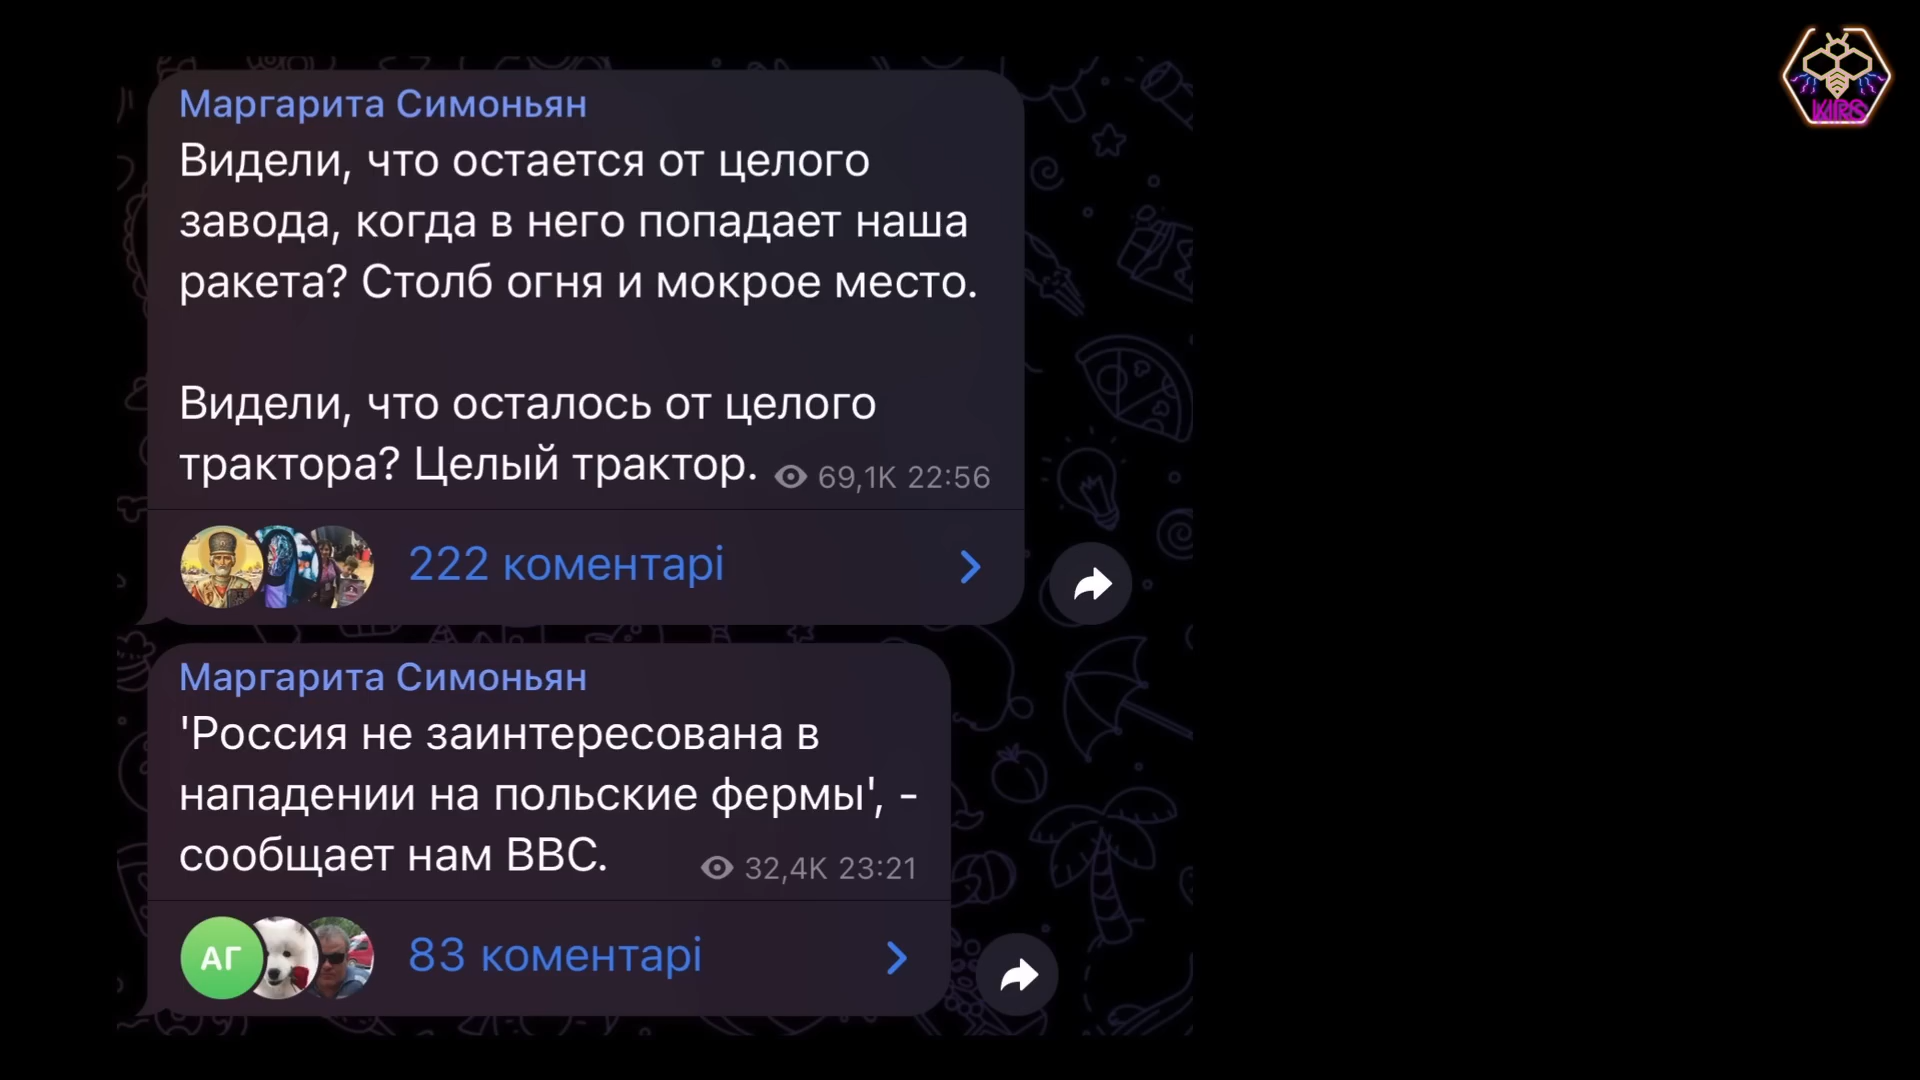 Маргарита Симоньян
Видели, что остается от целого
завода, когда в него попадает наша
ракета? Столб огня и мокрое место.
Видели, что осталось от целого
трактора? Целый трактор. 69,1K 22:56
222 коментарі
Маргарита Симоньян
'Россия не заинтересована в
нападении на польские фермы', -
сообщает нам BBC. 32,4K 23:21
АГ
83 коментарі